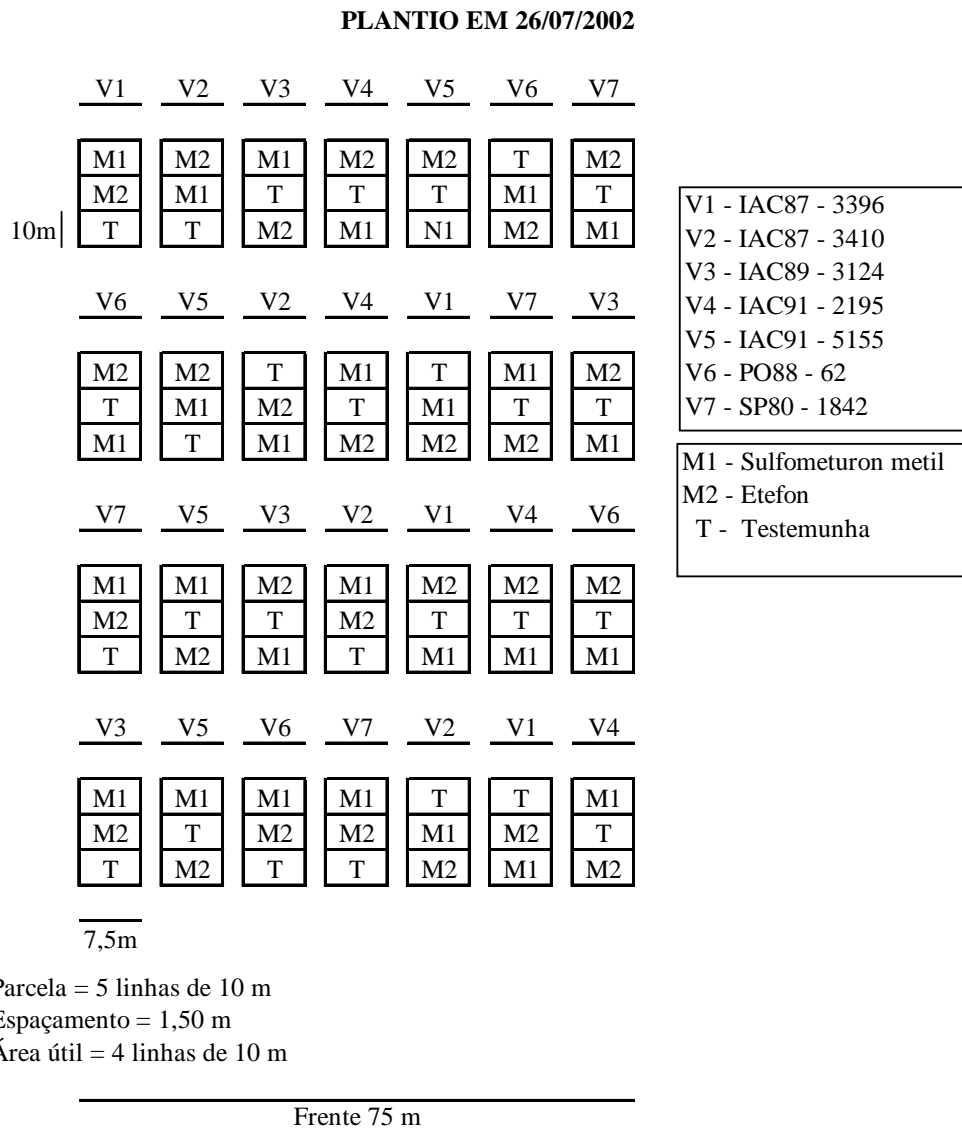 PLANTIO EM 26/07/2002
V1 V2 V3 V4 V5 V6 V7
M1 M2 M1 M2 M2 T M2
M2 M1 T T T M1 T
10m T T M2 M1 N1 M2 M1
V6 V5 V2 V4 V1 V7 V3
M2 M2 T M1 T M1 M2
T M1 M2 T M1 T T
M1 T M1 M2 M2 M2 M1
V7 V5 V3 V2 V1 V4 V6
M1 M1 M2 M1 M2 M2 M2
M2 T T M2 T T T
T M2 M1 T M1 M1 M1
V3 V5 V6 V7 V2 V1 V4
M1 M1 M1 M1 T T M1
M2 T M2 M2 M1 M2 T
T M2 T T M2 M1 M2
7,5m
Parcela = 5 linhas de 10 m
Espaçamento = 1,50 m
Área útil = 4 linhas de 10 m
Frente 75 m
V1 - IAC87 - 3396
V2 - IAC87 - 3410
V3 - IAC89 - 3124
V4 - IAC91 - 2195
V5 - IAC91 - 5155
V6 - PO88 - 62
V7 - SP80 - 1842
M1 - Sulfometuron metil
M2 - Etefon
T - Testemunha